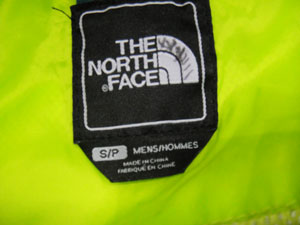 THE
NORTH
®FACE
S/P MENS/HOMMES
MADE IN CHINA
FABRIQUÉ EN CHINE